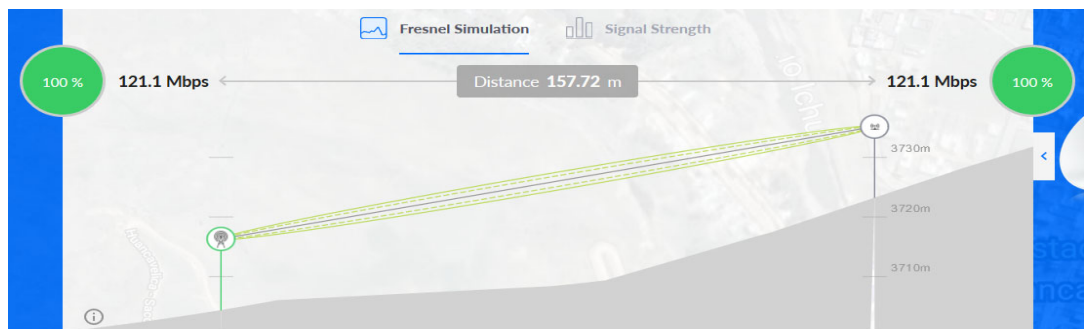 Fresnel Simulation Signal Strength
100 % 121.1 Mbps Distance 157.72 m 121.1 Mbps 100 %
3730m
3720m
3710m